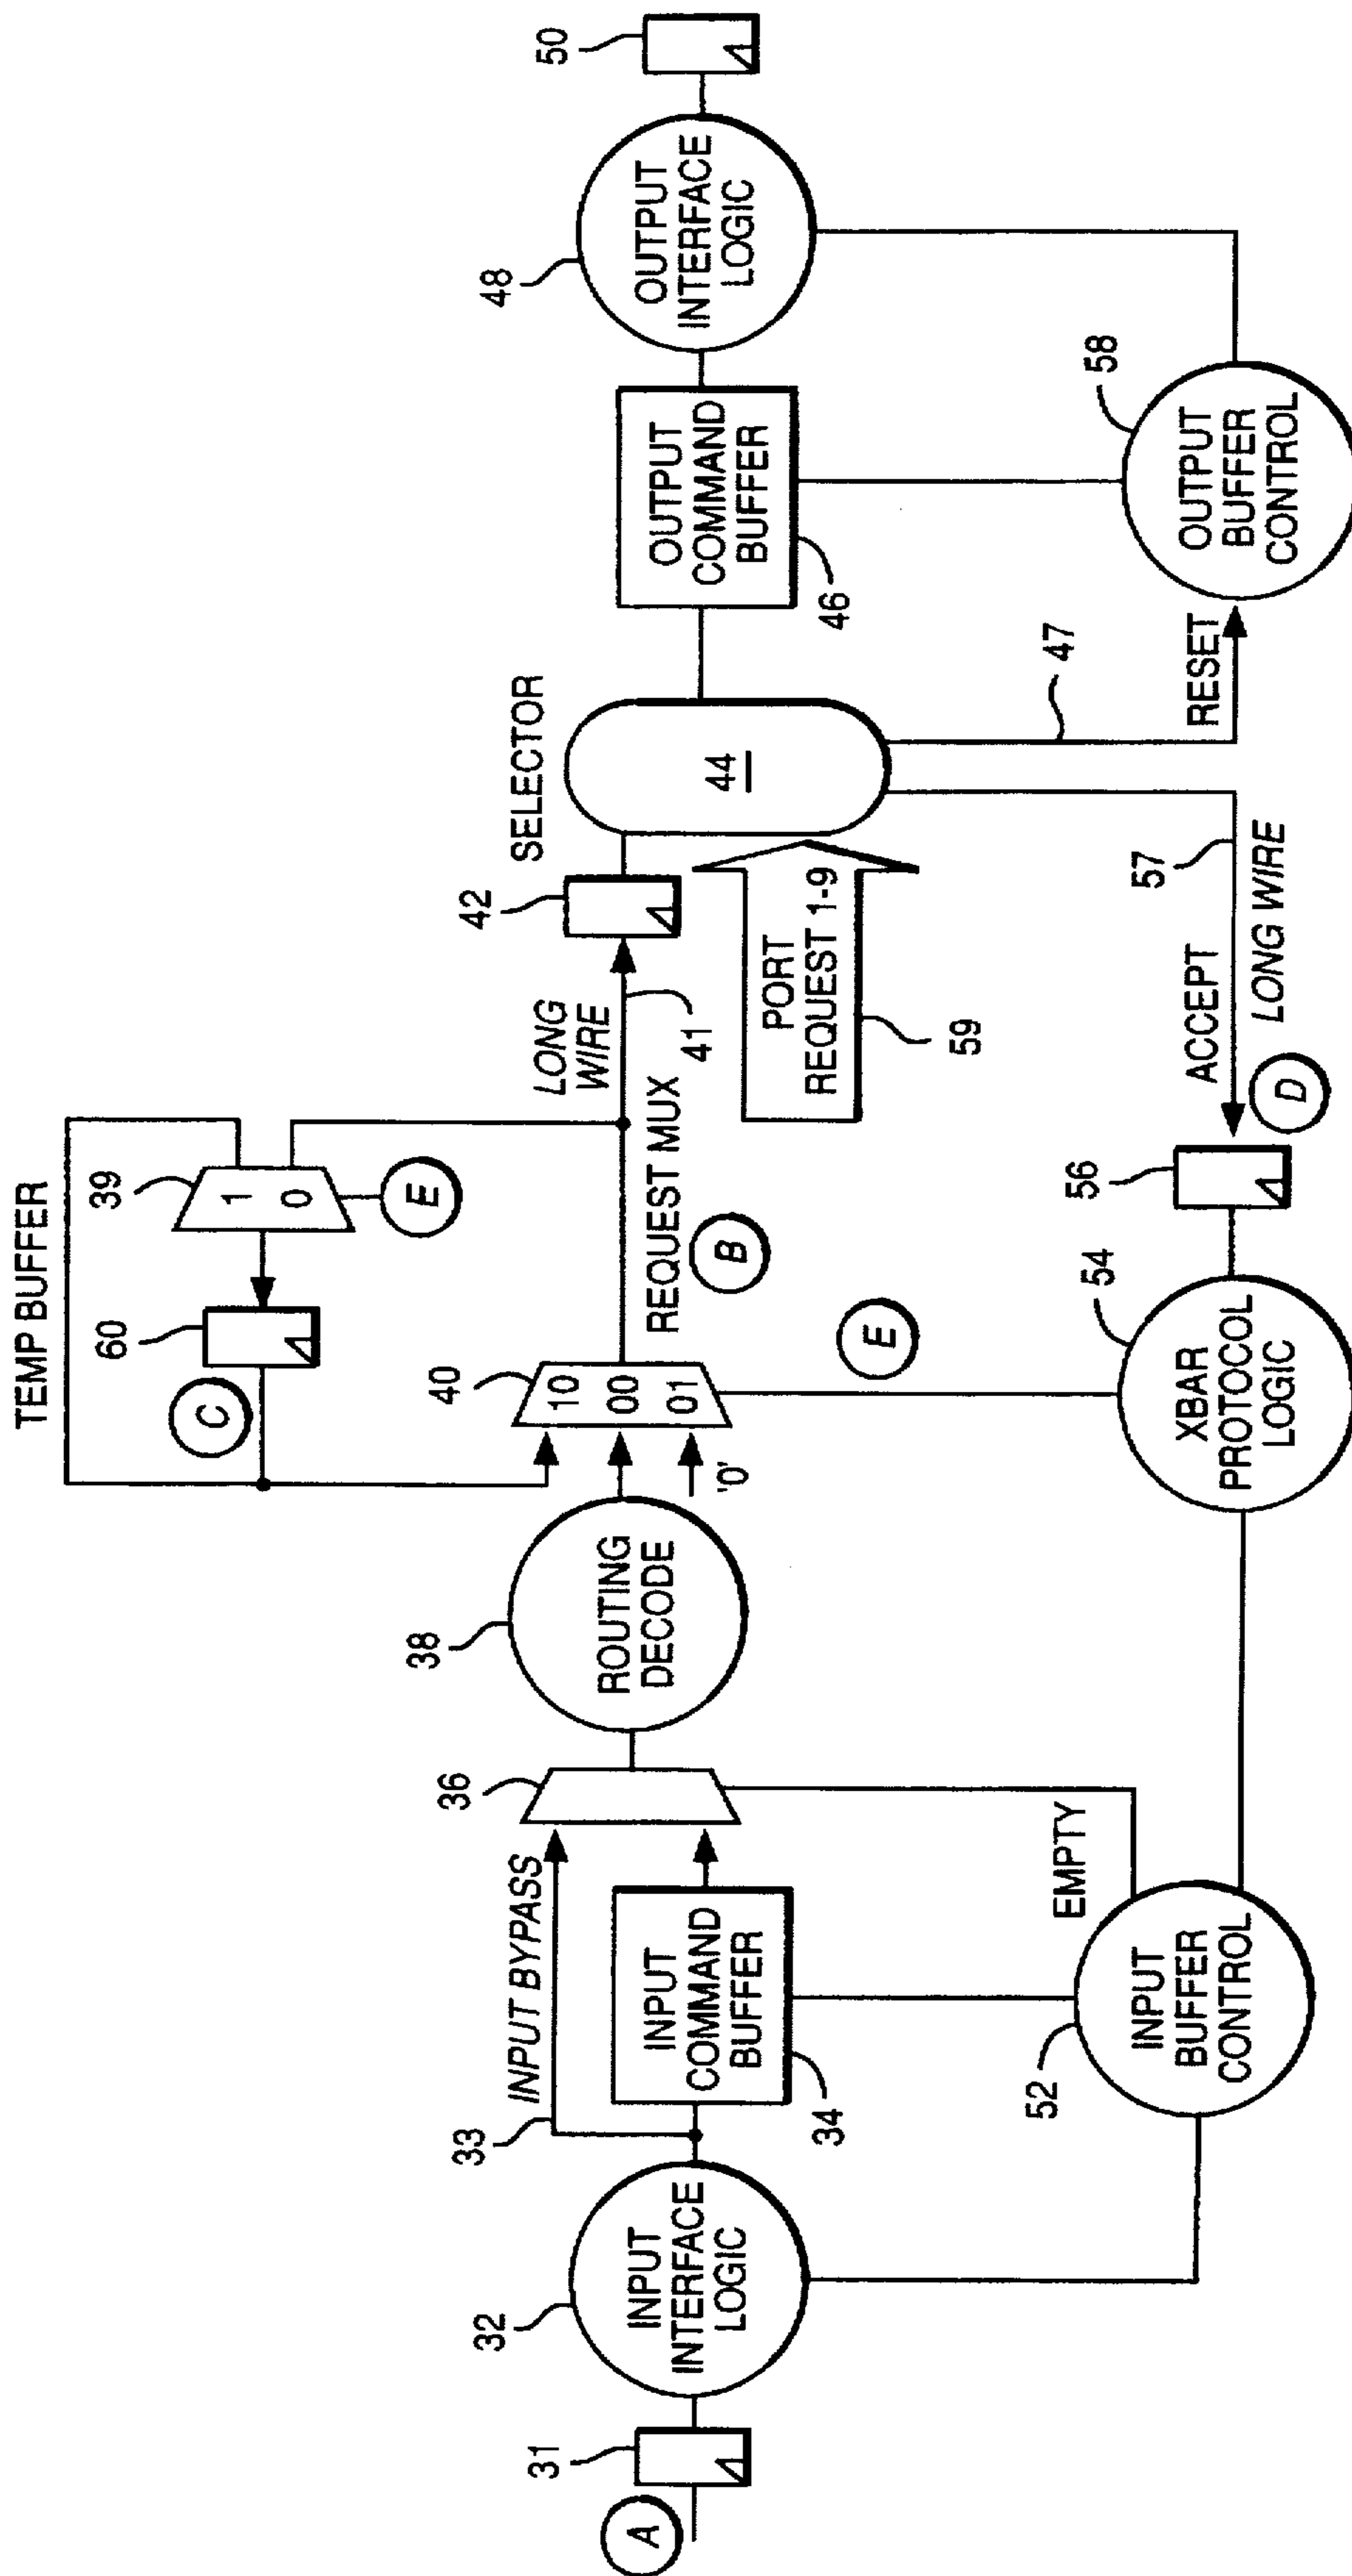 A
31
32
INPUT
INTERFACE
LOGIC
33
INPUT BYPASS
INPUT
COMMAND
BUFFER
34
52
INPUT
BUFFER
CONTROL
EMPTY
36
38
ROUTING
DECODE
TEMP BUFFER
C
60
39
1
0
E
40
10
00
01
'0'
REQUEST MUX
B
E
LONG
WIRE
41
XBAR
PROTOCOL
LOGIC
54
56
D
ACCEPT
LONG WIRE
57
42
SELECTOR
44
PORT
REQUEST 1-9
59
47
RESET
OUTPUT
COMMAND
BUFFER
46
OUTPUT
BUFFER
CONTROL
58
48
OUTPUT
INTERFACE
LOGIC
50